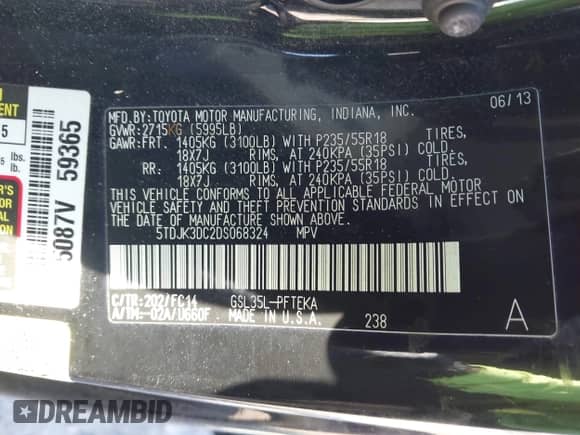 MFD. BY: TOYOTA MOTOR MANUFACTURING, INDIANA, INC. 06/13
GVWR: 2715KG (5995LB)
GAWR: FRT. 1405KG (3100LB) WITH P235/55R18 TIRES,
18X7J RIMS, AT 240KPA (35PSI) COLD.
RR. 1405KG (3100LB) WITH P235/55R18 TIRES,
18X7J RIMS, AT 240KPA (35PSI) COLD.
THIS VEHICLE CONFORMS TO ALL APPLICABLE FEDERAL MOTOR
VEHICLE SAFETY AND THEFT PREVENTION STANDARDS IN EFFECT
ON THE DATE OF MANUFACTURE SHOWN ABOVE.
5TDJK3DC2DS068324 MPV
C/TR: 202/FC14 GSL35L-PFTEKA
A/TM: -02A/U660F MADE IN U.S.A. 238 A
5087V 59365
5
lbs.
DREAMBID